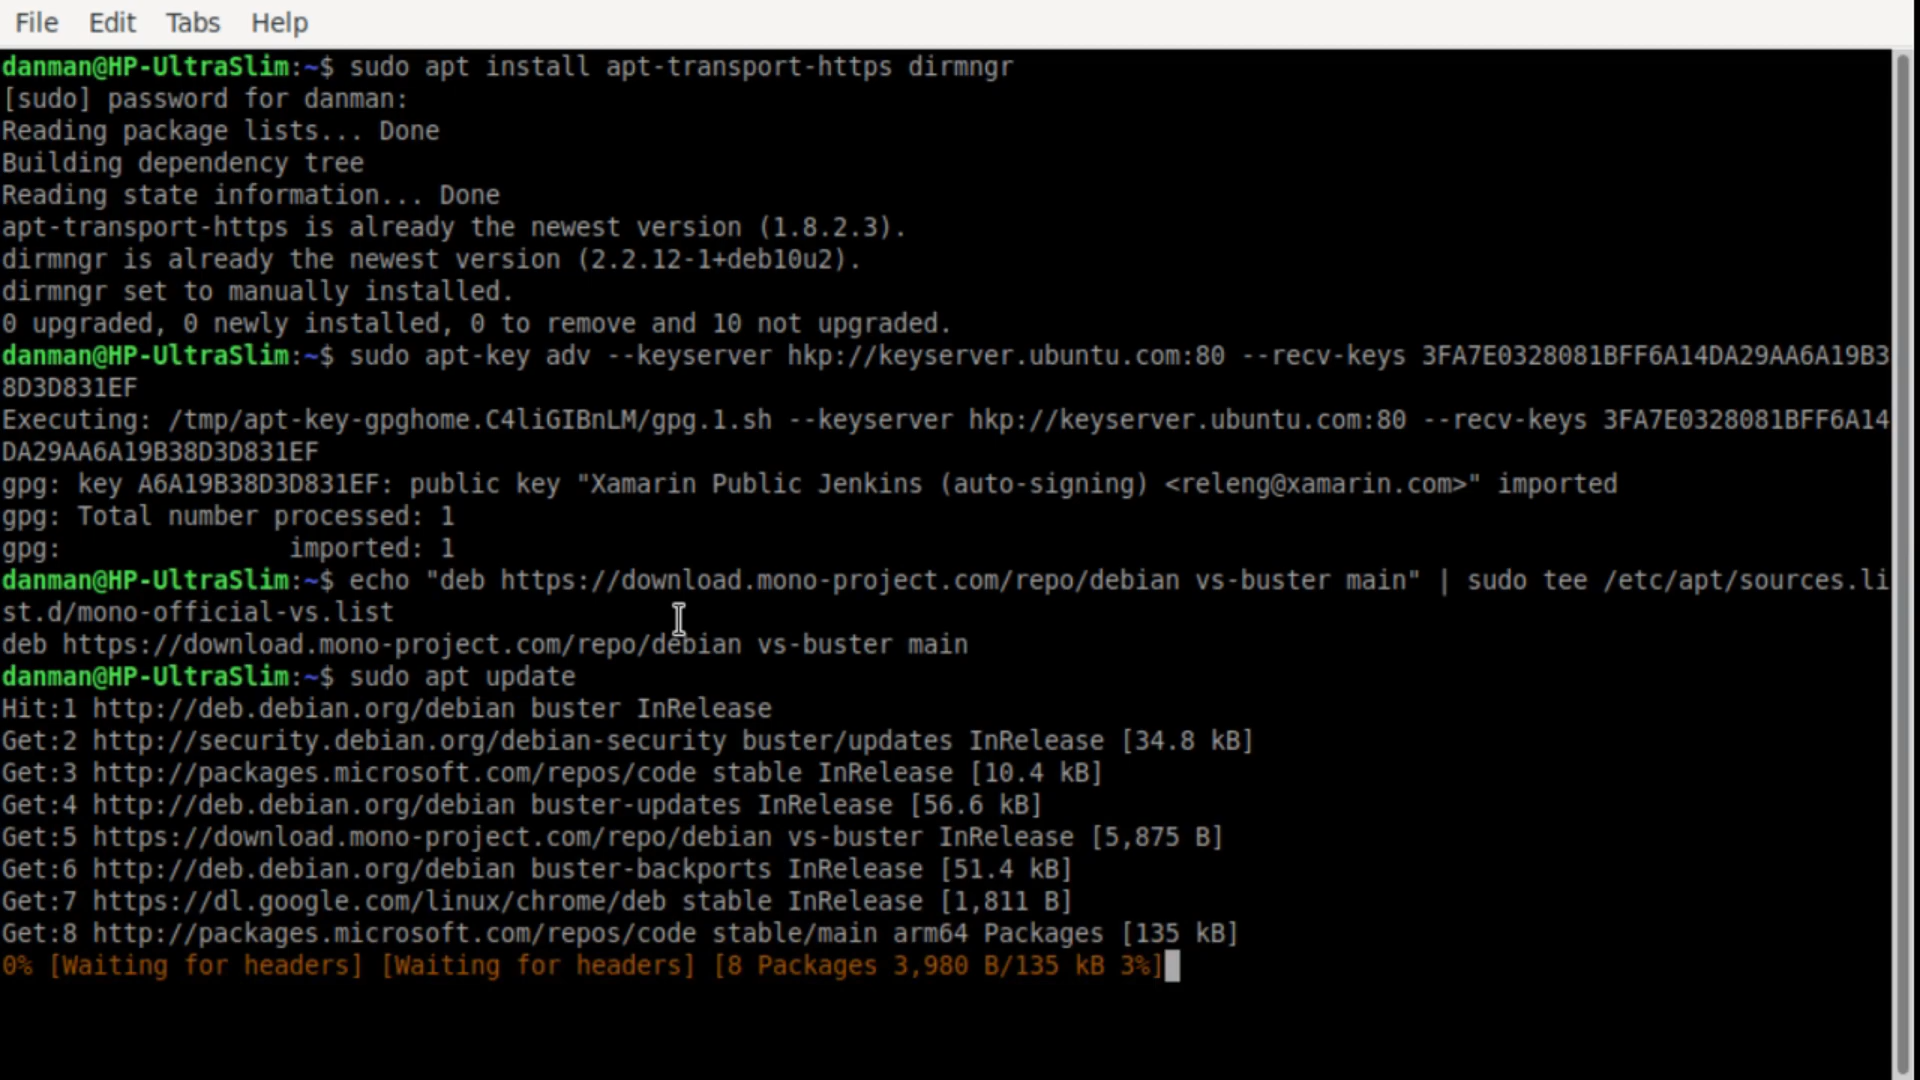 File Edit Tabs Help
danman@HP-UltraSlim:~$ sudo apt install apt-transport-https dirmngr
[sudo] password for danman:
Reading package lists... Done
Building dependency tree
Reading state information... Done
apt-transport-https is already the newest version (1.8.2.3).
dirmngr is already the newest version (2.2.12-1+deb10u2).
dirmngr set to manually installed.
0 upgraded, 0 newly installed, 0 to remove and 10 not upgraded.
danman@HP-UltraSlim:~$ sudo apt-key adv --keyserver hkp://keyserver.ubuntu.com:80 --recv-keys 3FA7E0328081BFF6A14DA29AA6A19B3
8D3D831EF
Executing: /tmp/apt-key-gpghome.C4liGIBnLM/gpg.1.sh --keyserver hkp://keyserver.ubuntu.com:80 --recv-keys 3FA7E0328081BFF6A14
DA29AA6A19B38D3D831EF
gpg: key A6A19B38D3D831EF: public key "Xamarin Public Jenkins (auto-signing) <releng@xamarin.com>" imported
gpg: Total number processed: 1
gpg:               imported: 1
danman@HP-UltraSlim:~$ echo "deb https://download.mono-project.com/repo/debian vs-buster main" | sudo tee /etc/apt/sources.li
st.d/mono-official-vs.list
deb https://download.mono-project.com/repo/debian vs-buster main
danman@HP-UltraSlim:~$ sudo apt update
Hit:1 http://deb.debian.org/debian buster InRelease
Get:2 http://security.debian.org/debian-security buster/updates InRelease [34.8 kB]
Get:3 http://packages.microsoft.com/repos/code stable InRelease [10.4 kB]
Get:4 http://deb.debian.org/debian buster-updates InRelease [56.6 kB]
Get:5 https://download.mono-project.com/repo/debian vs-buster InRelease [5,875 B]
Get:6 http://deb.debian.org/debian buster-backports InRelease [51.4 kB]
Get:7 https://dl.google.com/linux/chrome/deb stable InRelease [1,811 B]
Get:8 http://packages.microsoft.com/repos/code stable/main arm64 Packages [135 kB]
0% [Waiting for headers] [Waiting for headers] [8 Packages 3,980 B/135 kB 3%]